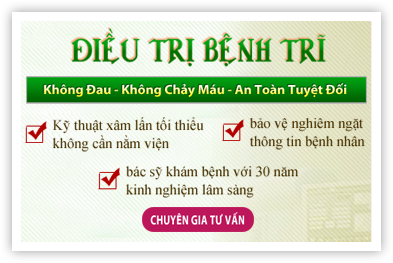 ĐIỀU TRỊ BỆNH TRĨ
Không Đau - Không Chảy Máu - An Toàn Tuyệt Đối
Kỹ thuật xâm lấn tối thiểu
không cần nằm viện
bảo vệ nghiêm ngặt
thông tin bệnh nhân
bác sỹ khám bệnh với 30 năm
kinh nghiệm lâm sàng
CHUYÊN GIA TƯ VẤN